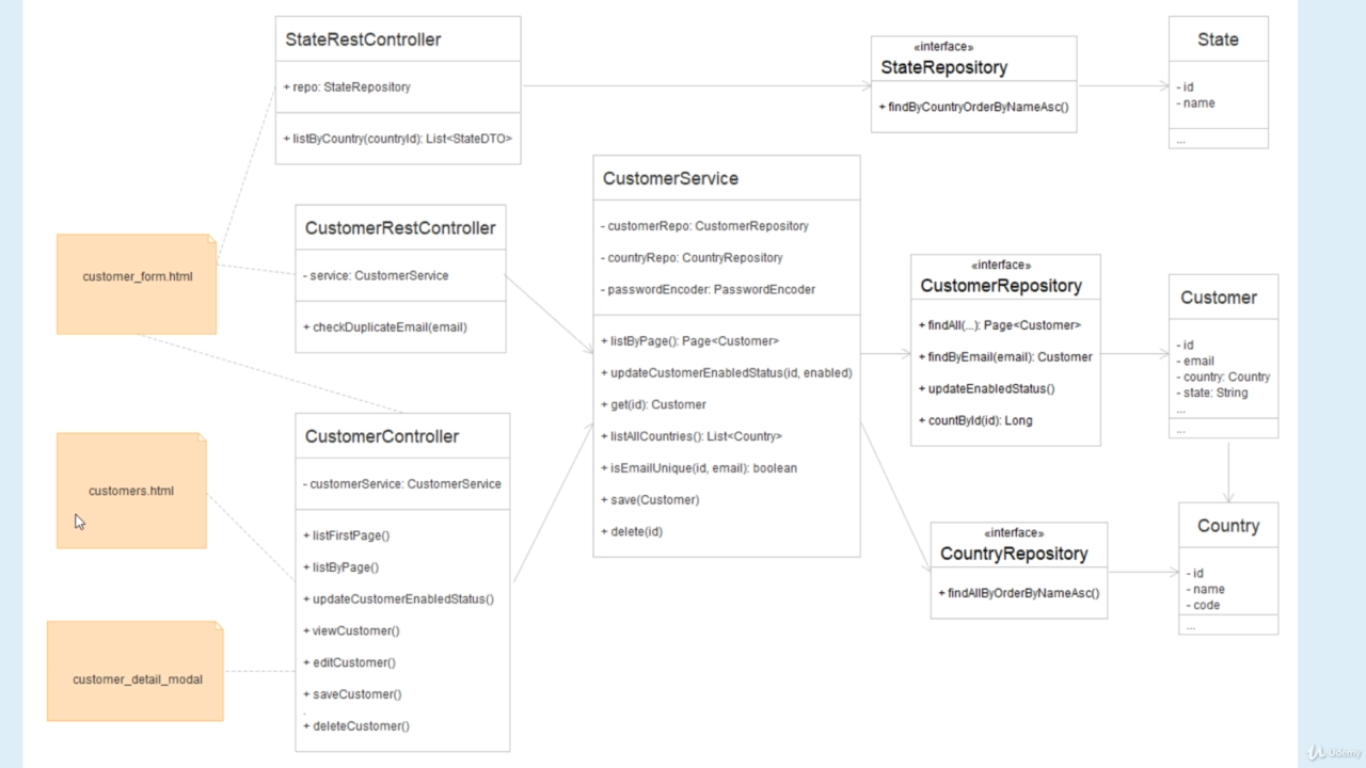 StateRestController
+ repo: StateRepository
+ listByCountry(countryId): List<StateDTO>
«interface»
StateRepository
+ findByCountryOrderByNameAsc()
State
- id
- name
...
customer_form.html
CustomerRestController
- service: CustomerService
+ checkDuplicateEmail(email)
CustomerService
- customerRepo: CustomerRepository
- countryRepo: CountryRepository
- passwordEncoder: PasswordEncoder
+ listByPage(): Page<Customer>
+ updateCustomerEnabledStatus(id, enabled)
+ get(id): Customer
+ listAllCountries(): List<Country>
+ isEmailUnique(id, email): boolean
+ save(Customer)
+ delete(id)
«interface»
CustomerRepository
+ findAll(...): Page<Customer>
+ findByEmail(email): Customer
+ updateEnabledStatus()
+ countById(id): Long
Customer
- id
- email
- country: Country
- state: String
...
...
customers.html
customer_detail_modal
CustomerController
- customerService: CustomerService
+ listFirstPage()
+ listByPage()
+ updateCustomerEnabledStatus()
+ viewCustomer()
+ editCustomer()
+ saveCustomer()
+ deleteCustomer()
«interface»
CountryRepository
+ findAllByOrderByNameAsc()
Country
- id
- name
- code
...
Udemy